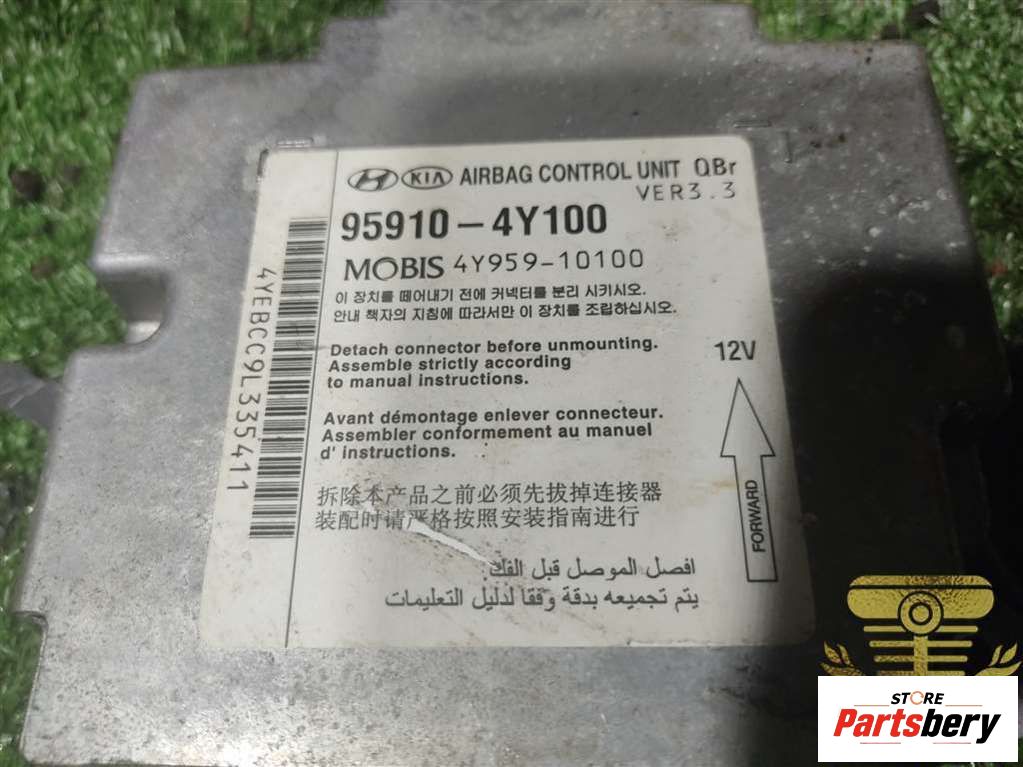 KIA AIRBAG CONTROL UNIT QBr
VER3.3
95910-4Y100
MOBIS 4Y959-10100
이 장치를 떼어내기 전에 커넥터를 분리 시키시오.
안내 책자의 지침에 따라서만 이 장치를 조립하십시오.
Detach connector before unmounting.
Assemble strictly according
to manual instructions.
12V
Avant démontage enlever connecteur.
Assembler conformement au manuel
d' instructions.
FORWARD
拆除本产品之前必须先拔掉连接器
装配时请严格按照安装指南进行
افصل الموصل قبل الفك.
يتم تجميعه بدقة وفقا لدليل التعليمات
4YEBCC9L335411
STORE
Partsbery